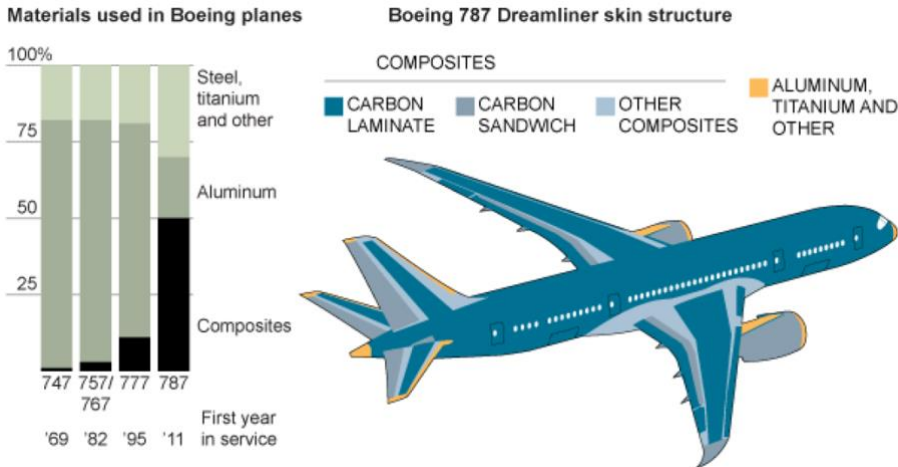 Materials used in Boeing planes
100%
75
50
25
Steel,
titanium
and other
Aluminum
Composites
747 757/ 777 787
767
First year
in service
'69 '82 '95 '11
Boeing 787 Dreamliner skin structure
COMPOSITES
CARBON
LAMINATE
CARBON
SANDWICH
OTHER
COMPOSITES
ALUMINUM,
TITANIUM AND
OTHER